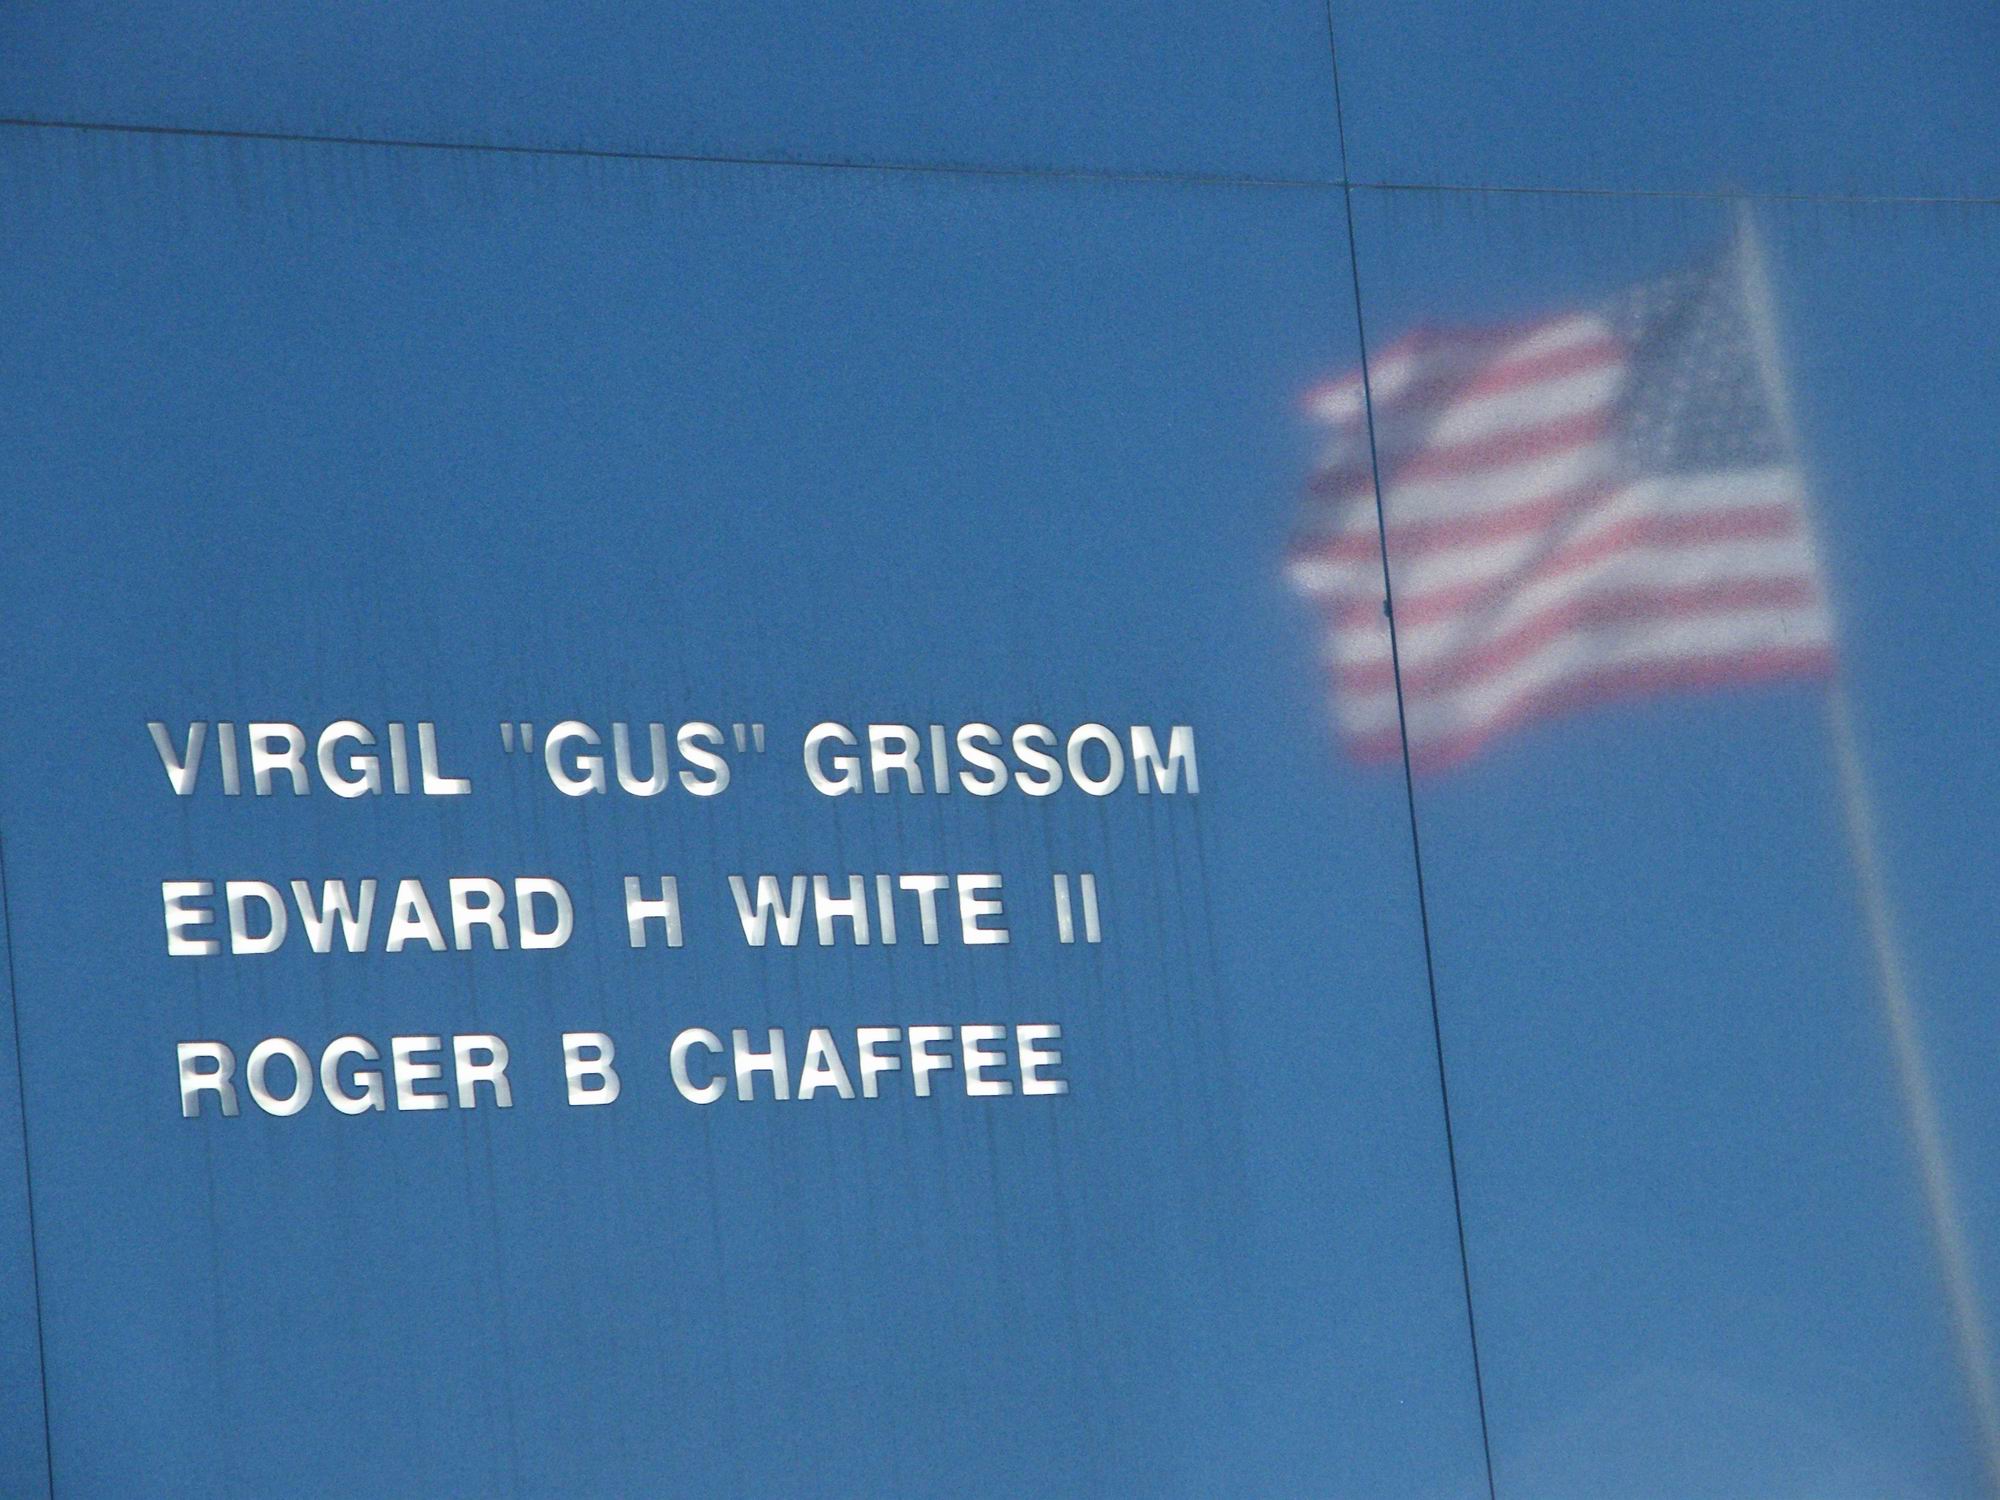 VIRGIL "GUS" GRISSOM
EDWARD H WHITE II
ROGER B CHAFFEE